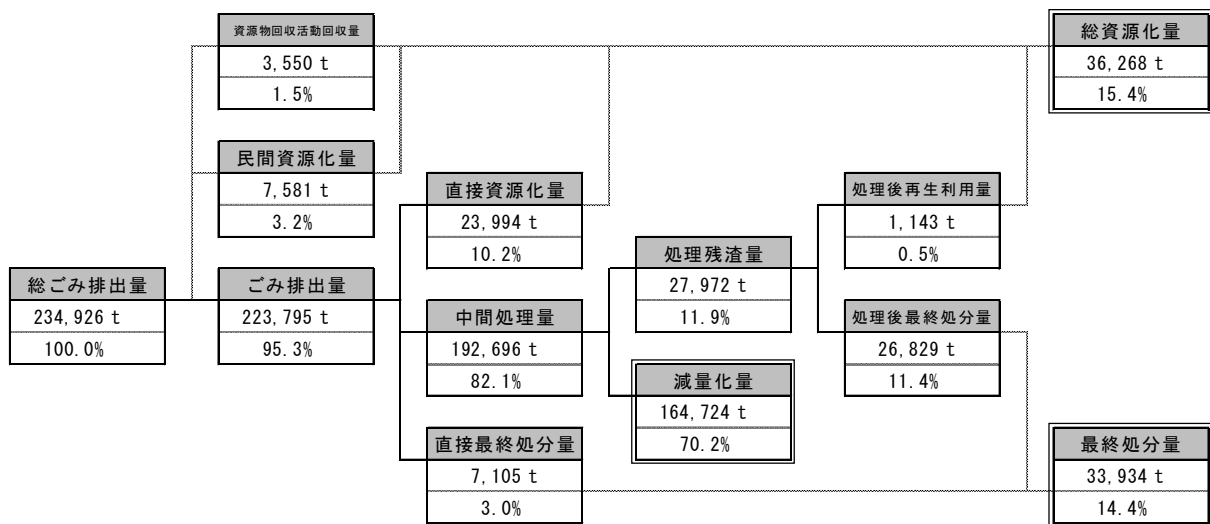 資源物回収活動回収量
3,550 t
1.5%
総資源化量
36,268 t
15.4%
民間資源化量
7,581 t
3.2%
直接資源化量
23,994 t
10.2%
処理後再生利用量
1,143 t
0.5%
処理残渣量
27,972 t
11.9%
総ごみ排出量
234,926 t
100.0%
ごみ排出量
223,795 t
95.3%
中間処理量
192,696 t
82.1%
処理後最終処分量
26,829 t
11.4%
減量化量
164,724 t
70.2%
直接最終処分量
7,105 t
3.0%
最終処分量
33,934 t
14.4%